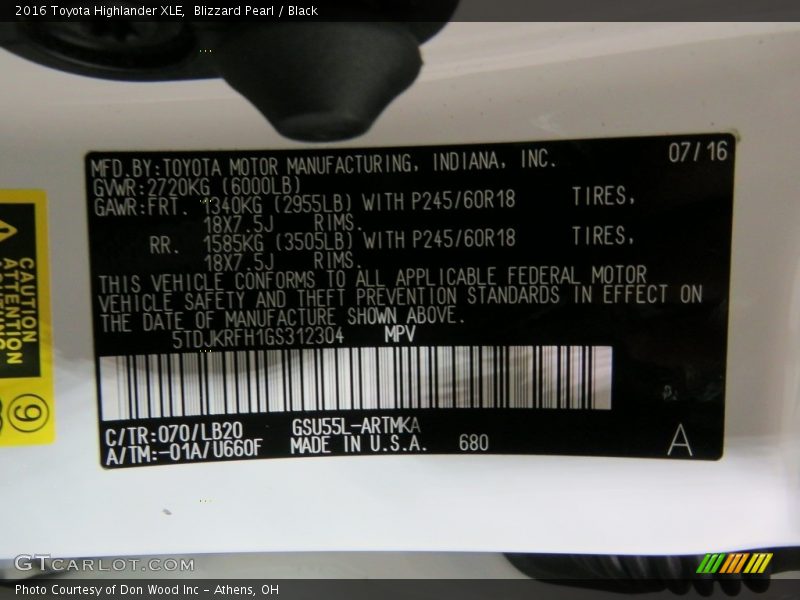 2016 Toyota Highlander XLE,  Blizzard Pearl / Black
MFD.BY:TOYOTA MOTOR MANUFACTURING, INDIANA, INC. 07/16
GVWR:2720KG (6000LB)
GAWR:FRT. 1340KG (2955LB) WITH P245/60R18 TIRES,
18X7.5J RIMS.
RR. 1585KG (3505LB) WITH P245/60R18 TIRES,
18X7.5J RIMS.
THIS VEHICLE CONFORMS TO ALL APPLICABLE FEDERAL MOTOR
VEHICLE SAFETY AND THEFT PREVENTION STANDARDS IN EFFECT ON
THE DATE OF MANUFACTURE SHOWN ABOVE.
5TDJKRFH1GS312304 MPV
C/TR:070/LB20 GSU55L-ARTMKA
A/TM:-01A/U660F MADE IN U.S.A. 680 A
CAUTION
ATTENTION
9
GTCARLOT.COM
Photo Courtesy of Don Wood Inc - Athens, OH